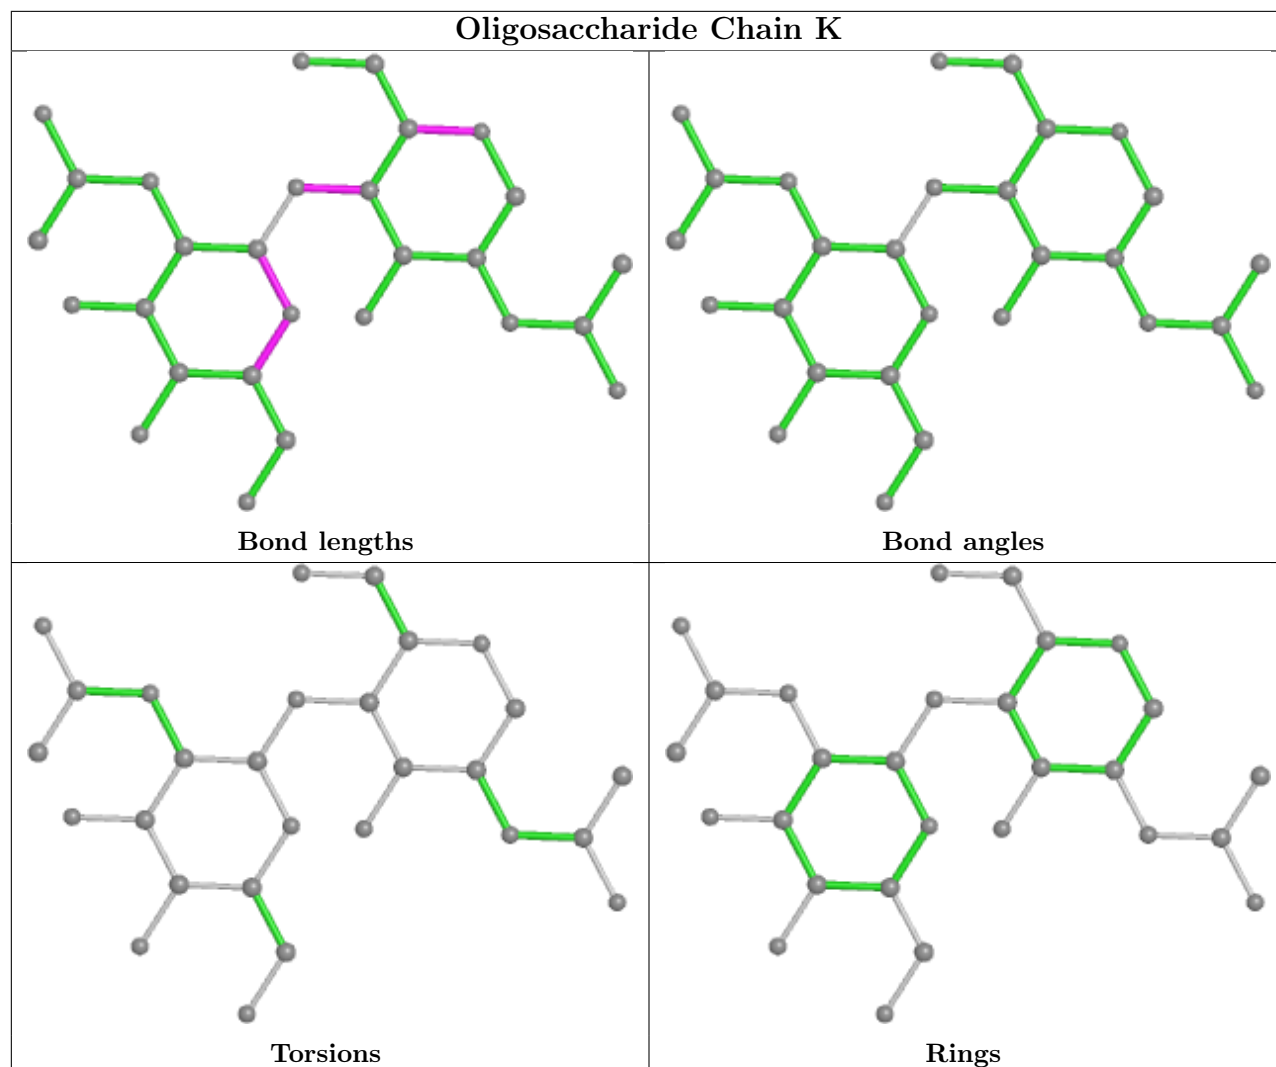 Oligosaccharide Chain K
Bond lengths
Bond angles
Torsions
Rings